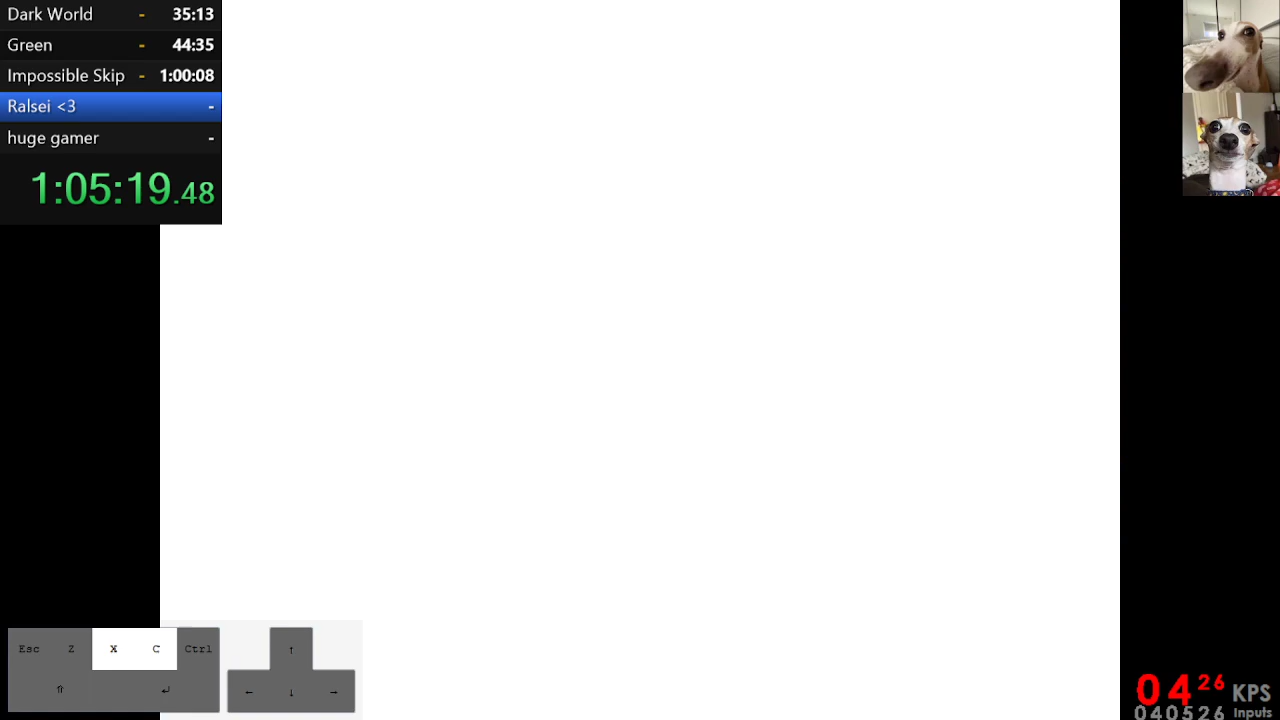 Dark World - 35:13
Green - 44:35
Impossible Skip - 1:00:08
Ralsei <3 -
huge gamer -
1:05:19.48
Esc Z X C Ctrl ↑
⇧ ↵ ← ↓ →
04 26 KPS
040526 Inputs